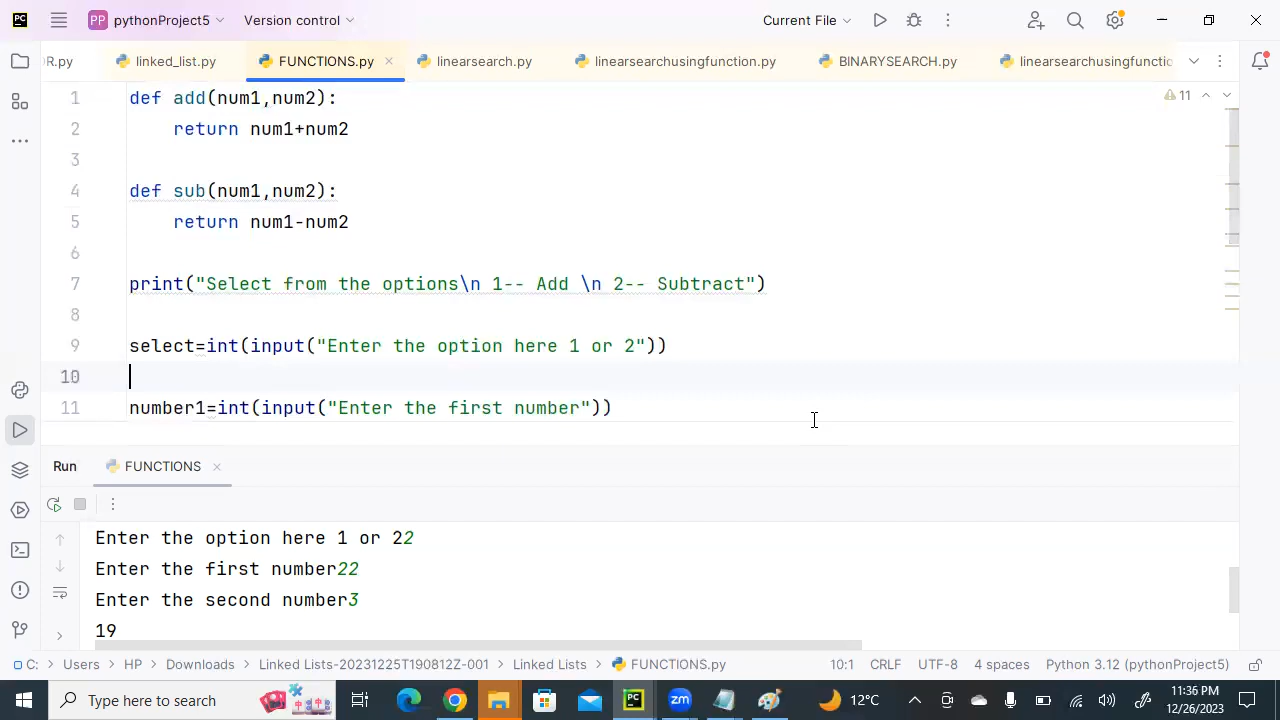 PP pythonProject5 Version control Current File
OR.py linked_list.py FUNCTIONS.py linearsearch.py linearsearchusingfunction.py BINARYSEARCH.py linearsearchusingfunctio
1 def add(num1,num2): 11
2 return num1+num2
3
4 def sub(num1,num2):
5 return num1-num2
6
7 print("Select from the options\n 1-- Add \n 2-- Subtract")
8
9 select=int(input("Enter the option here 1 or 2"))
10
11 number1=int(input("Enter the first number"))
Run FUNCTIONS
Enter the option here 1 or 22
Enter the first number22
Enter the second number3
19
C: Users HP Downloads Linked Lists-20231225T190812Z-001 Linked Lists FUNCTIONS.py 10:1 CRLF UTF-8 4 spaces Python 3.12 (pythonProject5)
Type here to search PC zm 12°C 11:36 PM
12/26/2023